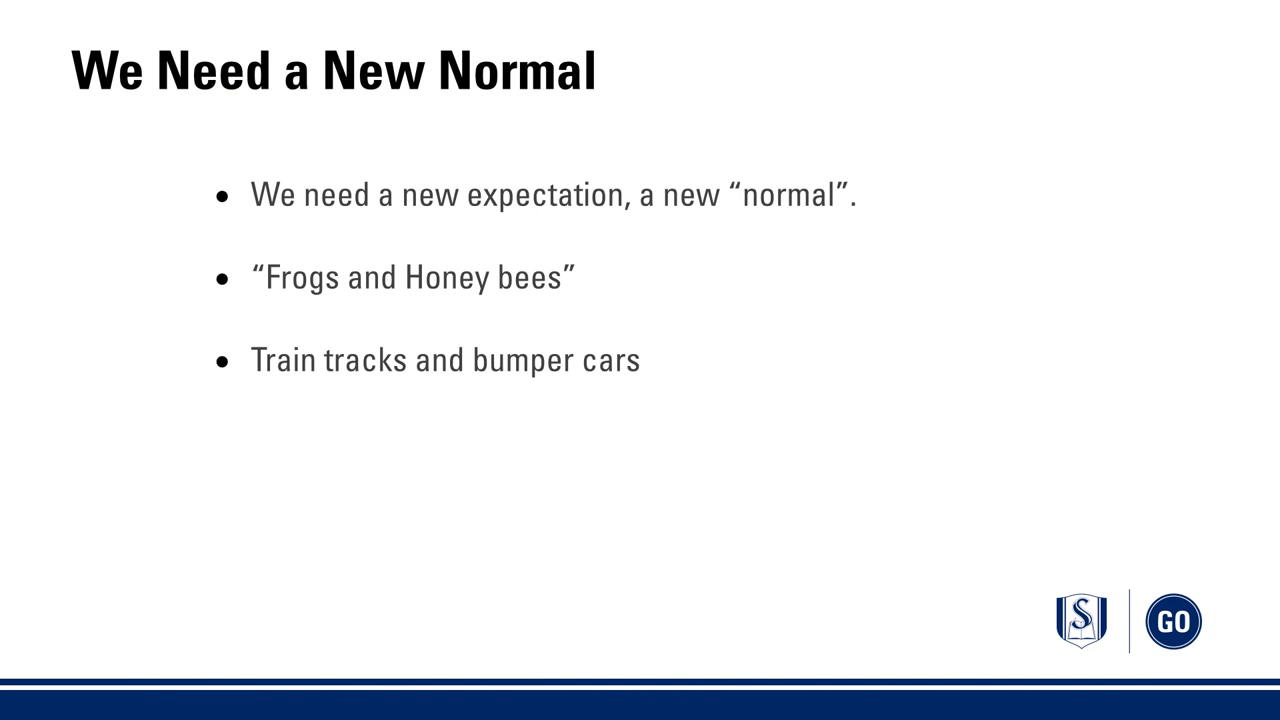 We Need a New Normal
• We need a new expectation, a new “normal”.
• “Frogs and Honey bees”
• Train tracks and bumper cars
S
GO